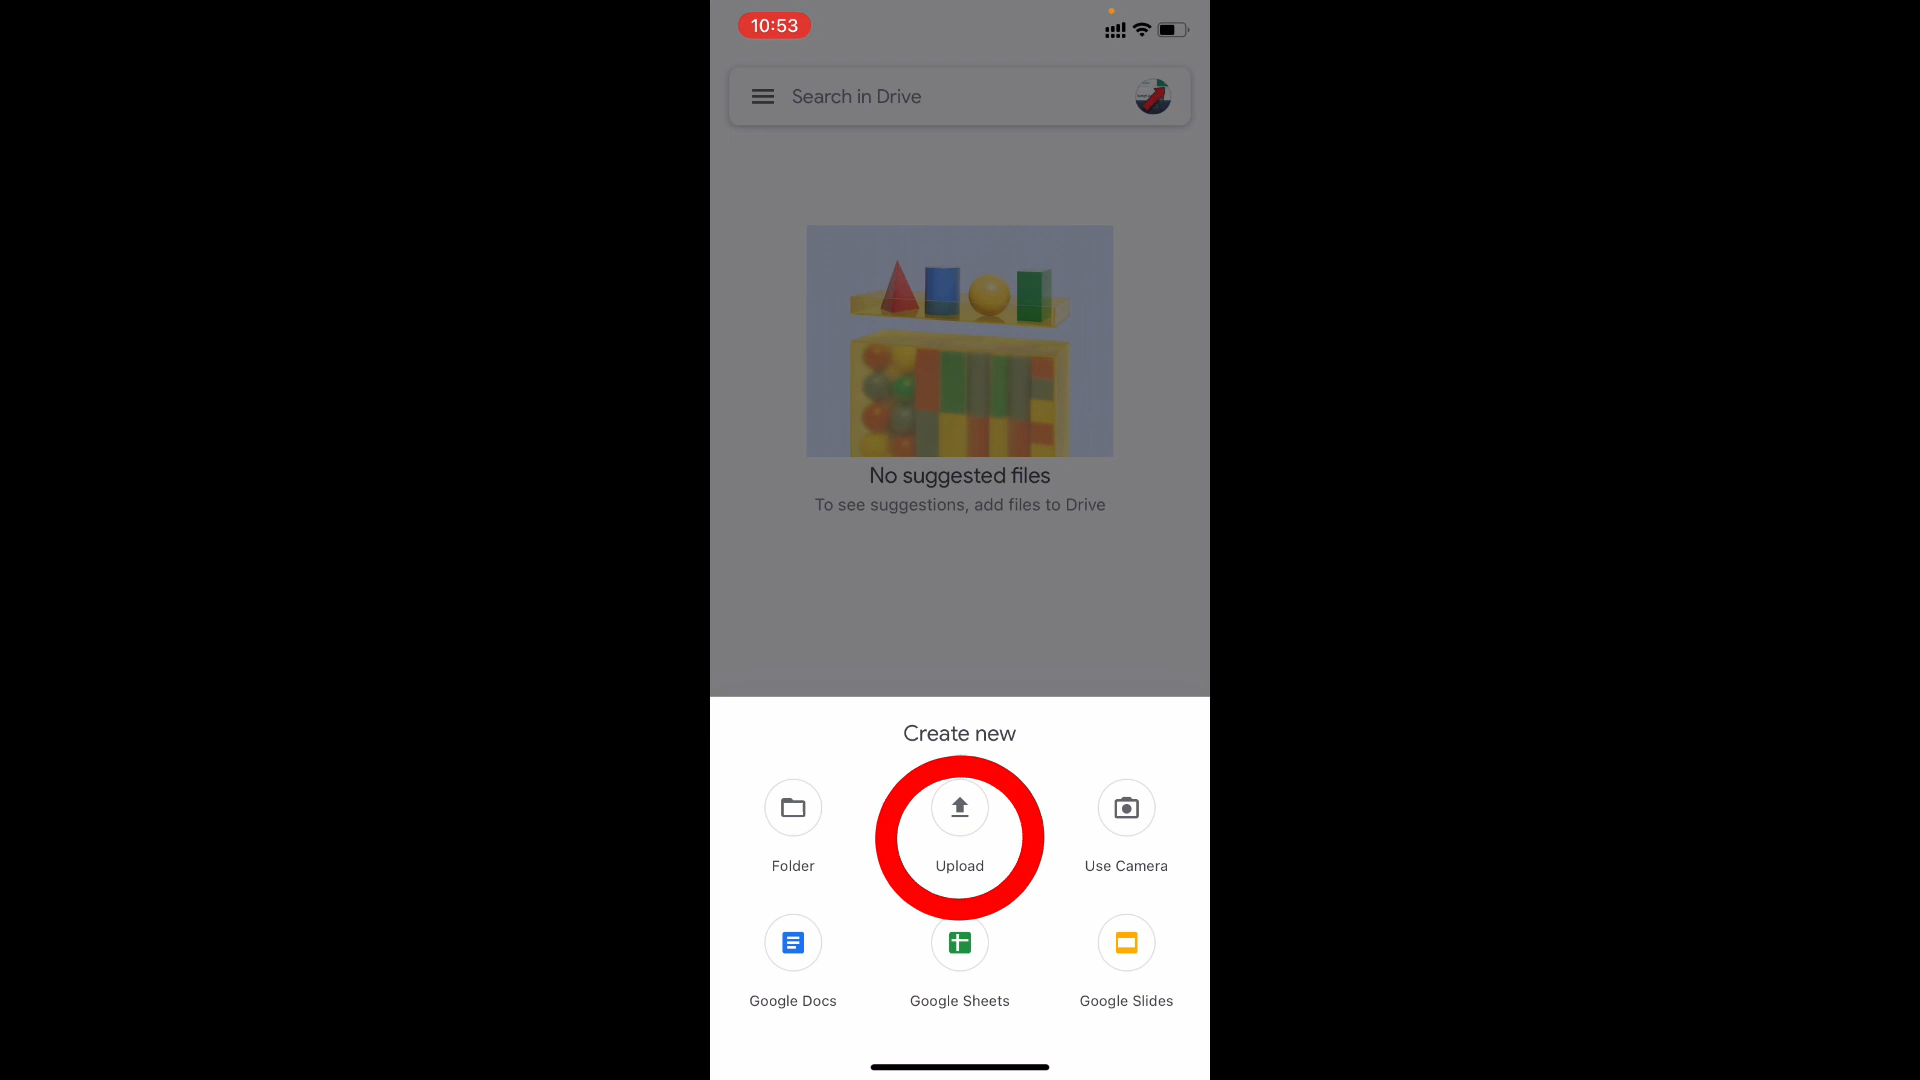 10:53
Search in Drive
No suggested files
To see suggestions, add files to Drive
Create new
Folder
Upload
Use Camera
Google Docs
Google Sheets
Google Slides